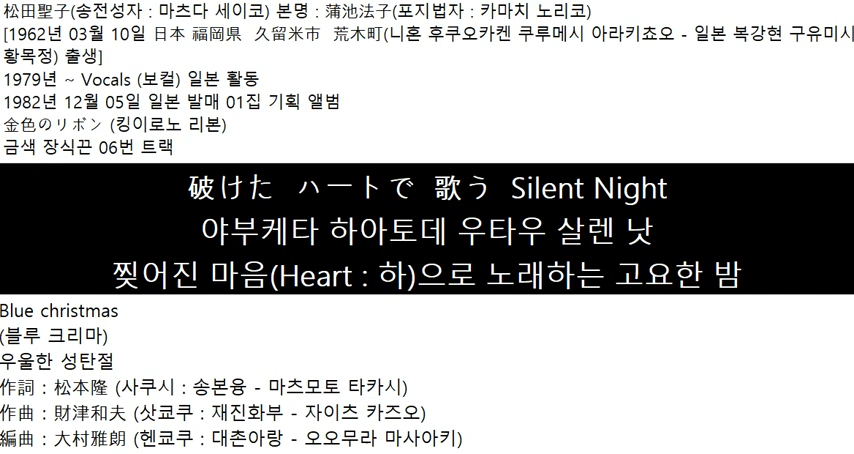 松田聖子(송전성자 : 마츠다 세이코) 본명 : 蒲池法子(포지법자 : 카마치 노리코)
[1962년 03월 10일 日本 福岡県 久留米市 荒木町(니혼 후쿠오카켄 쿠루메시 아라키쵸오 - 일본 복강현 구유미시
황목정) 출생]
1979년 ~ Vocals (보컬) 일본 활동
1982년 12월 05일 일본 발매 01집 기획 앨범
金色のリボン (킹이로노 리본)
금색 장식끈 06번 트랙
破けた ハートで 歌う Silent Night
야부케타 하아토데 우타우 살렌 낫
찢어진 마음(Heart : 하)으로 노래하는 고요한 밤
Blue christmas
(블루 크리마)
우울한 성탄절
作詞 : 松本隆 (사쿠시 : 송본융 - 마츠모토 타카시)
作曲 : 財津和夫 (삿쿄쿠 : 재진화부 - 자이츠 카즈오)
編曲 : 大村雅朗 (헨쿄쿠 : 대촌아랑 - 오오무라 마사아키)